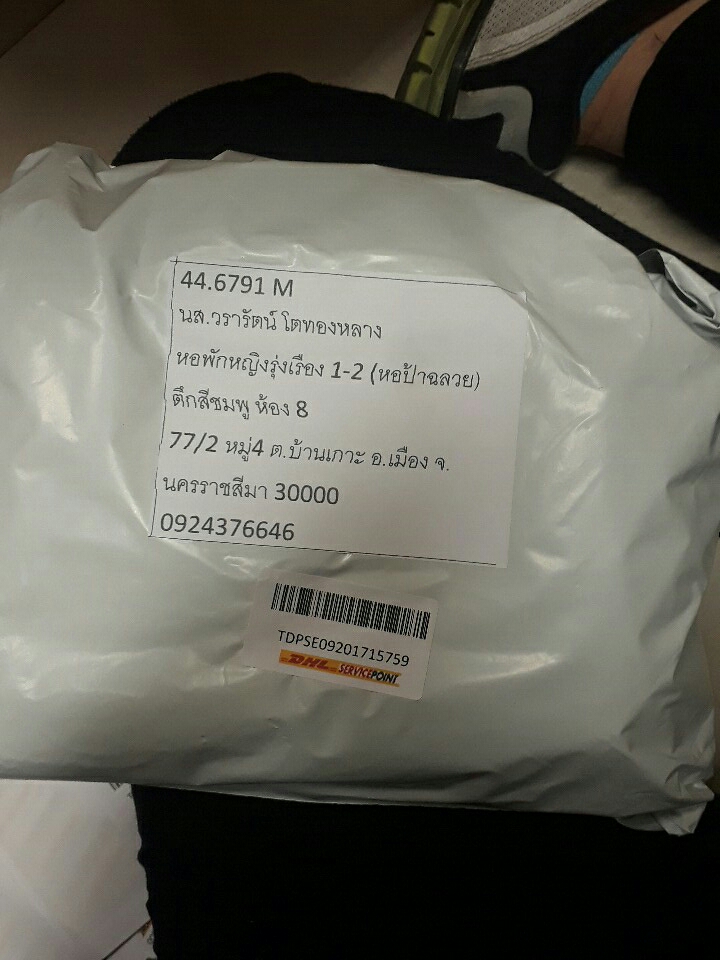 44.6791 M
นส.วรารัตน์ โตทองหลาง
หอพักหญิงรุ่งเรือง 1-2 (หอป้าฉลวย)
ตึกสีชมพู ห้อง 8
77/2 หมู่4 ต.บ้านเกาะ อ.เมือง จ.
นครราชสีมา 30000
0924376646
TDPSE09201715759
DHL SERVICEPOINT